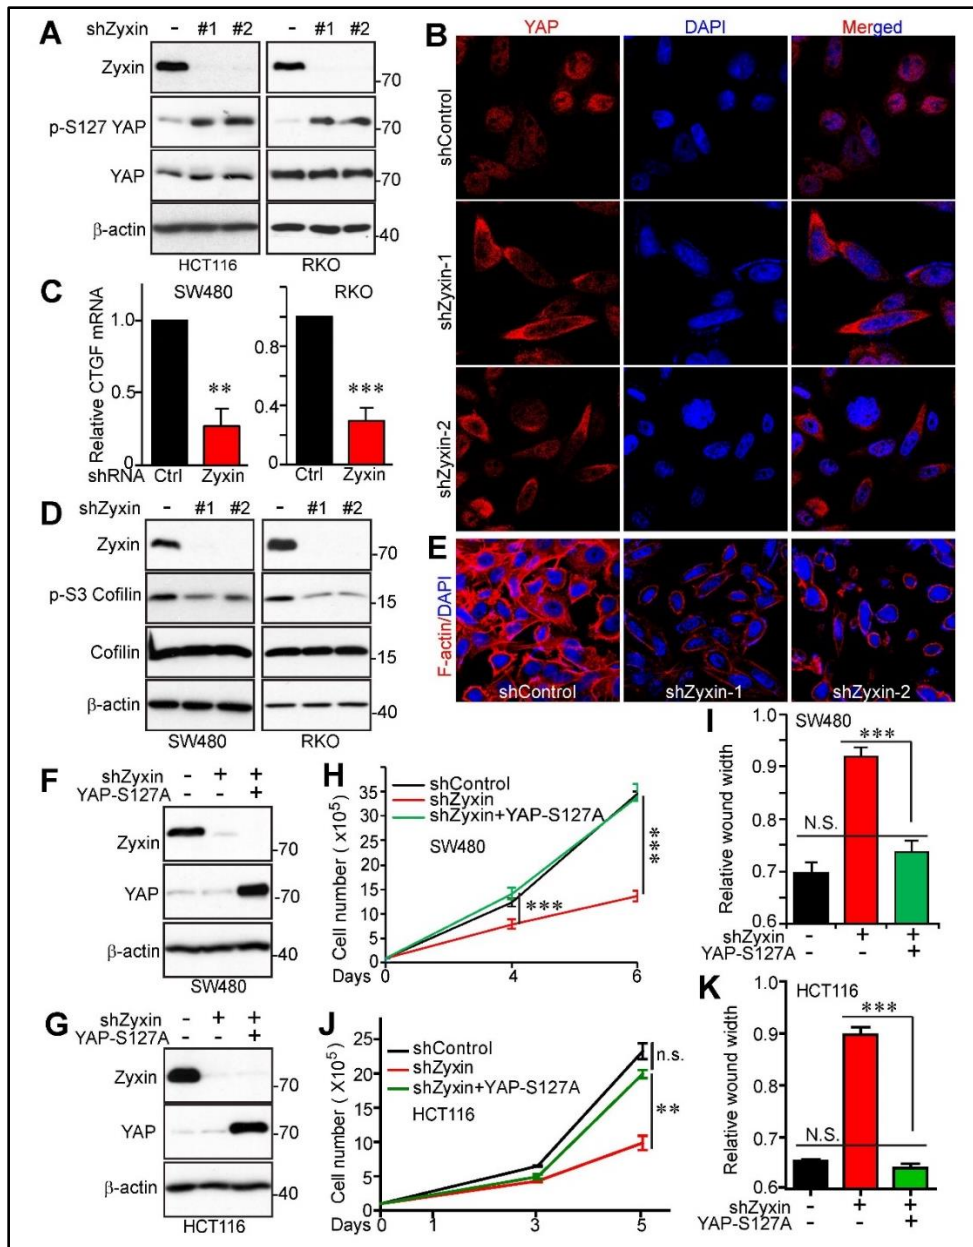 A
shZyxin - #1 #2 - #1 #2
Zyxin
-70
p-S127 YAP
-70
YAP
-70
β-actin
-40
HCT116 RKO
B
YAP DAPI Merged
shControl
shZyxin-1
shZyxin-2
C
SW480 RKO
Relative CTGF mRNA
1.0
0.5
0
**
0.8
0.4
0
***
shRNA Ctrl Zyxin Ctrl Zyxin
D
shZyxin - #1 #2 - #1 #2
Zyxin
-70
p-S3 Cofilin
-15
Cofilin
-15
β-actin
-40
SW480 RKO
E
F-actin/DAPI
shControl shZyxin-1 shZyxin-2
F
shZyxin - + +
YAP-S127A - - +
Zyxin
-70
YAP
-70
β-actin
-40
SW480
G
shZyxin - + +
YAP-S127A - - +
Zyxin
-70
YAP
-70
β-actin
-40
HCT116
H
shControl
shZyxin
shZyxin+YAP-S127A
SW480
Cell number ( x10⁵)
35
30
25
20
15
10
5
0
***
***
Days 0 4 6
I
SW480
Relative wound width
1.0
0.9
0.8
0.7
0.6
***
N.S.
shZyxin - + +
YAP-S127A - - +
J
shControl
shZyxin
shZyxin+YAP-S127A
HCT116
Cell number ( X10⁵)
25
20
15
10
5
0
n.s.
**
Days 0 1 3 5
K
HCT116
Relative wound width
1.0
0.9
0.8
0.7
0.6
***
N.S.
shZyxin - + +
YAP-S127A - - +